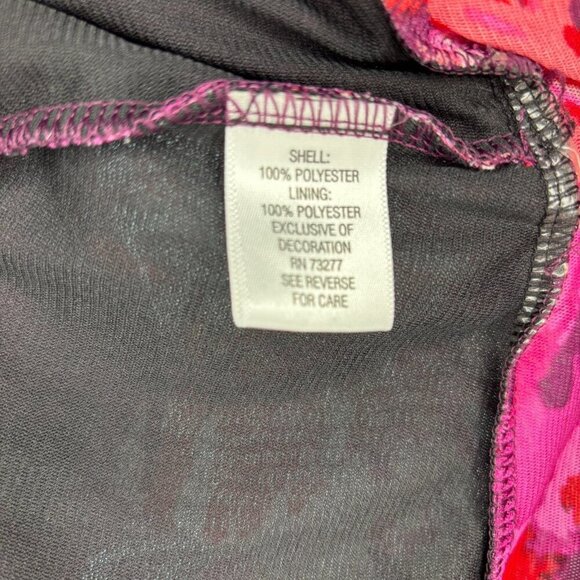 SHELL:
100% POLYESTER
LINING:
100% POLYESTER
EXCLUSIVE OF
DECORATION
RN 73277
SEE REVERSE
FOR CARE